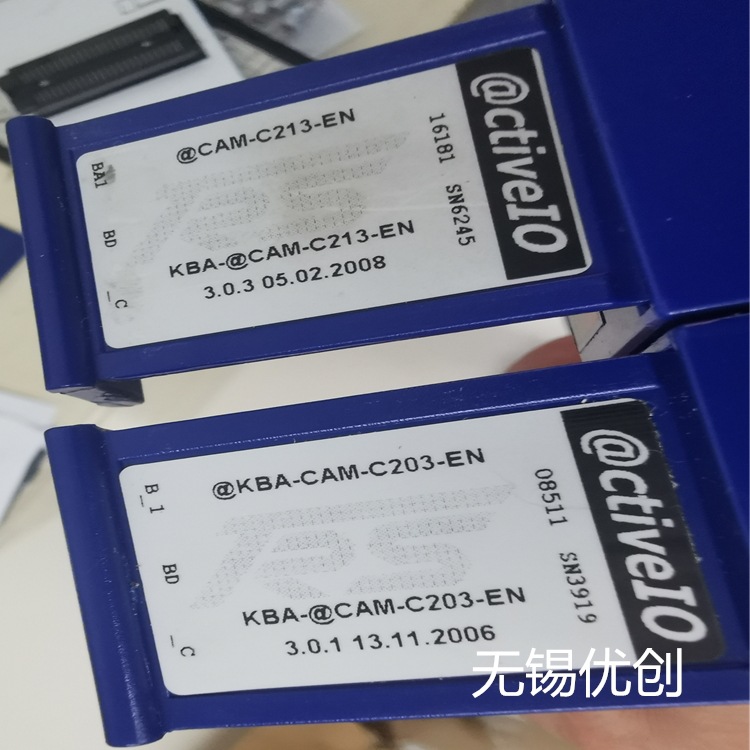 @CAM-C213-EN
KBA-@CAM-C213-EN
3.0.3 05.02.2008
BA1
BD
_C
16181 SN6245
@ctiveIO
@KBA-CAM-C203-EN
RS
KBA-@CAM-C203-EN
3.0.1 13.11.2006
B_1
BD
_C
08511 SN3919
@ctiveIO
无锡优创